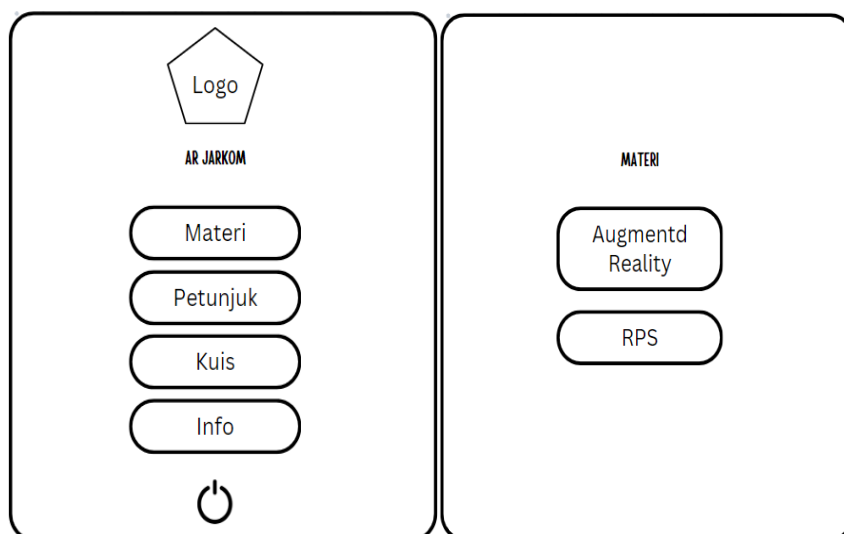 Logo
AR JARKOM
Materi
Petunjuk
Kuis
Info
MATERI
Augmentd
Reality
RPS